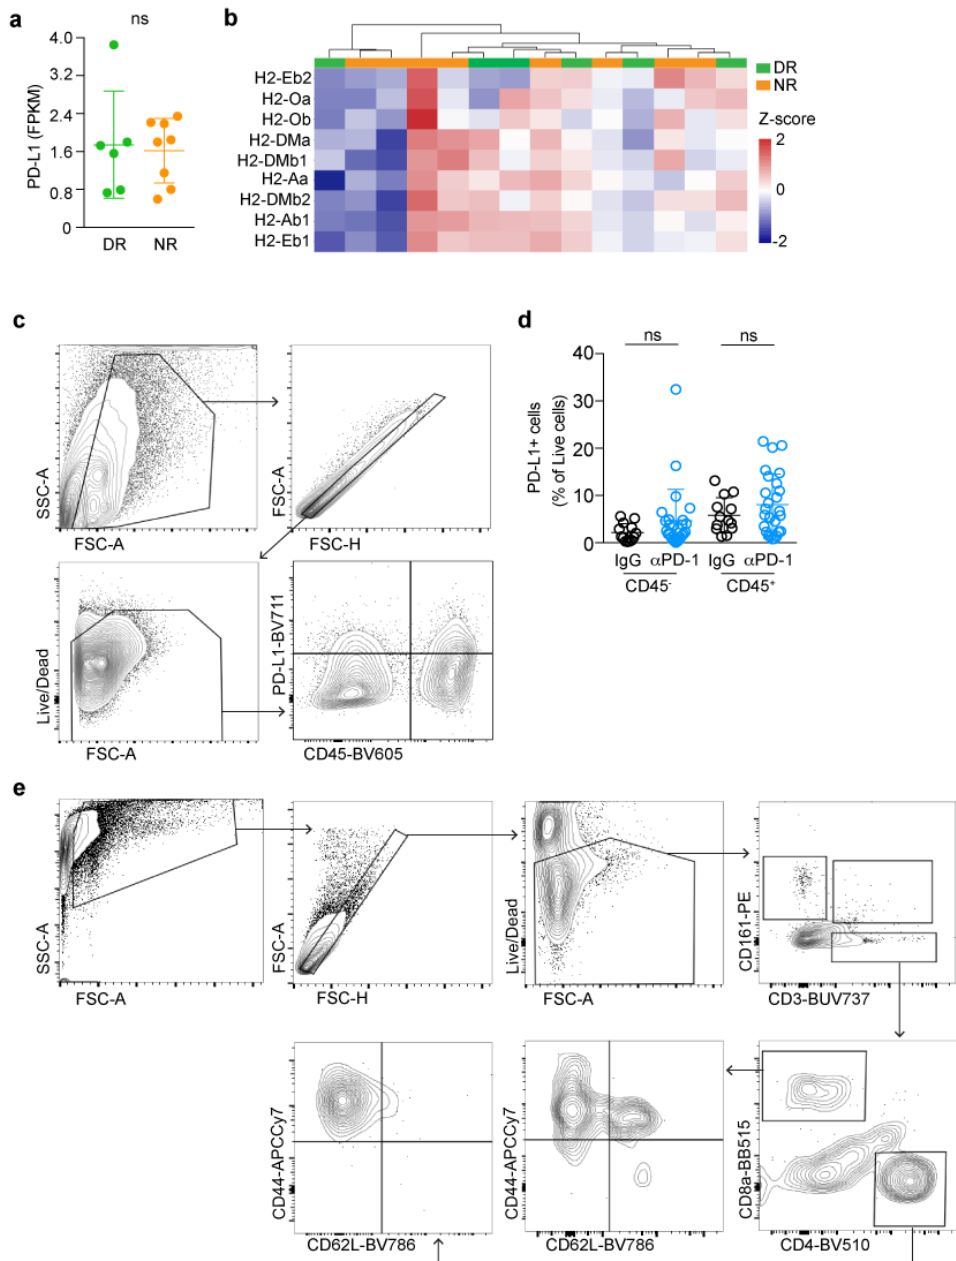 a
ns
4.0
3.2
2.4
1.6
0.8
0
PD-L1 (FPKM)
DR
NR
b
H2-Eb2
H2-Oa
H2-Ob
H2-DMa
H2-DMb1
H2-Aa
H2-DMb2
H2-Ab1
H2-Eb1
DR
NR
Z-score
2
0
-2
c
SSC-A
FSC-A
FSC-A
FSC-H
Live/Dead
FSC-A
PD-L1-BV711
CD45-BV605
d
ns
ns
40
30
20
10
0
PD-L1+ cells
(% of Live cells)
IgG αPD-1 IgG αPD-1
CD45-
CD45+
e
SSC-A
FSC-A
FSC-A
FSC-H
Live/Dead
FSC-A
CD161-PE
CD3-BUV737
CD44-APCCy7
CD62L-BV786
CD44-APCCy7
CD62L-BV786
CD8a-BB515
CD4-BV510